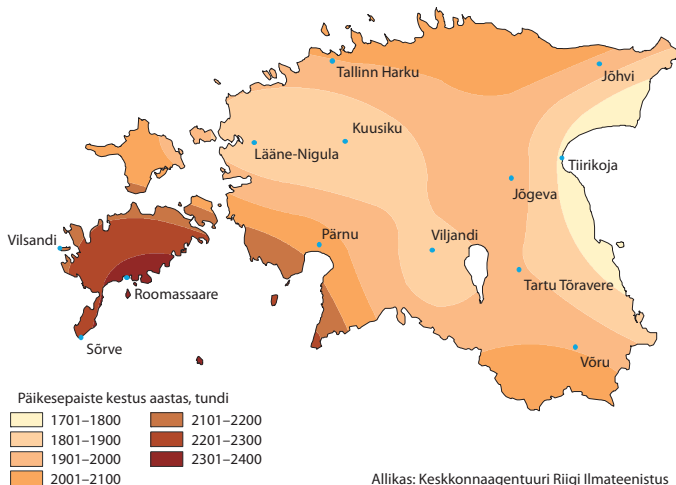 Tallinn Harku
Jõhvi
Kuusiku
Lääne-Nigula
Tiirikoja
Jõgeva
Vilsandi
Pärnu
Viljandi
Tartu Tõravere
Roomassaare
Sõrve
Võru
Päikesepaiste kestus aastas, tundi
1701–1800
1801–1900
1901–2000
2001–2100
2101–2200
2201–2300
2301–2400
Allikas: Keskkonnaagentuuri Riigi Ilmateenistus